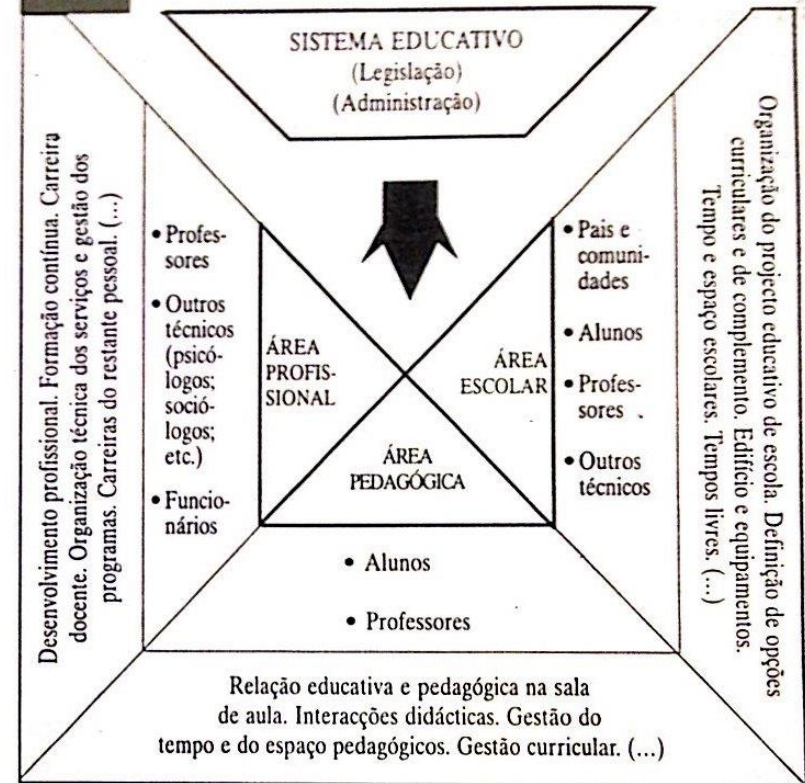 SISTEMA EDUCATIVO
(Legislação)
(Administração)
Desenvolvimento profissional. Formação contínua. Carreira
docente. Organização técnica dos serviços e gestão dos
programas. Carreiras do restante pessoal. (...)
• Profes-
sores
• Outros
técnicos
(psicó-
logos;
soció-
logos;
etc.)
• Funcio-
nários
ÁREA
PROFIS-
SIONAL
ÁREA
ESCOLAR
ÁREA
PEDAGÓGICA
• Pais e
comuni-
dades
• Alunos
• Profes-
sores
• Outros
técnicos
Organização do projecto educativo de escola. Definição de opções
curriculares e de complemento. Edifício e equipamentos.
Tempo e espaço escolares. Tempos livres. (...)
• Alunos
• Professores
Relação educativa e pedagógica na sala
de aula. Interacções didácticas. Gestão do
tempo e do espaço pedagógicos. Gestão curricular. (...)